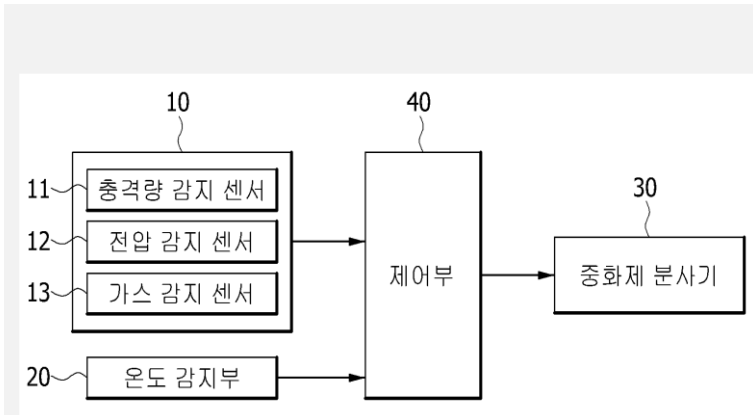 10
40
11
충격량 감지 센서
30
12
전압 감지 센서
제어부
중화제 분사기
13
가스 감지 센서
20
온도 감지부